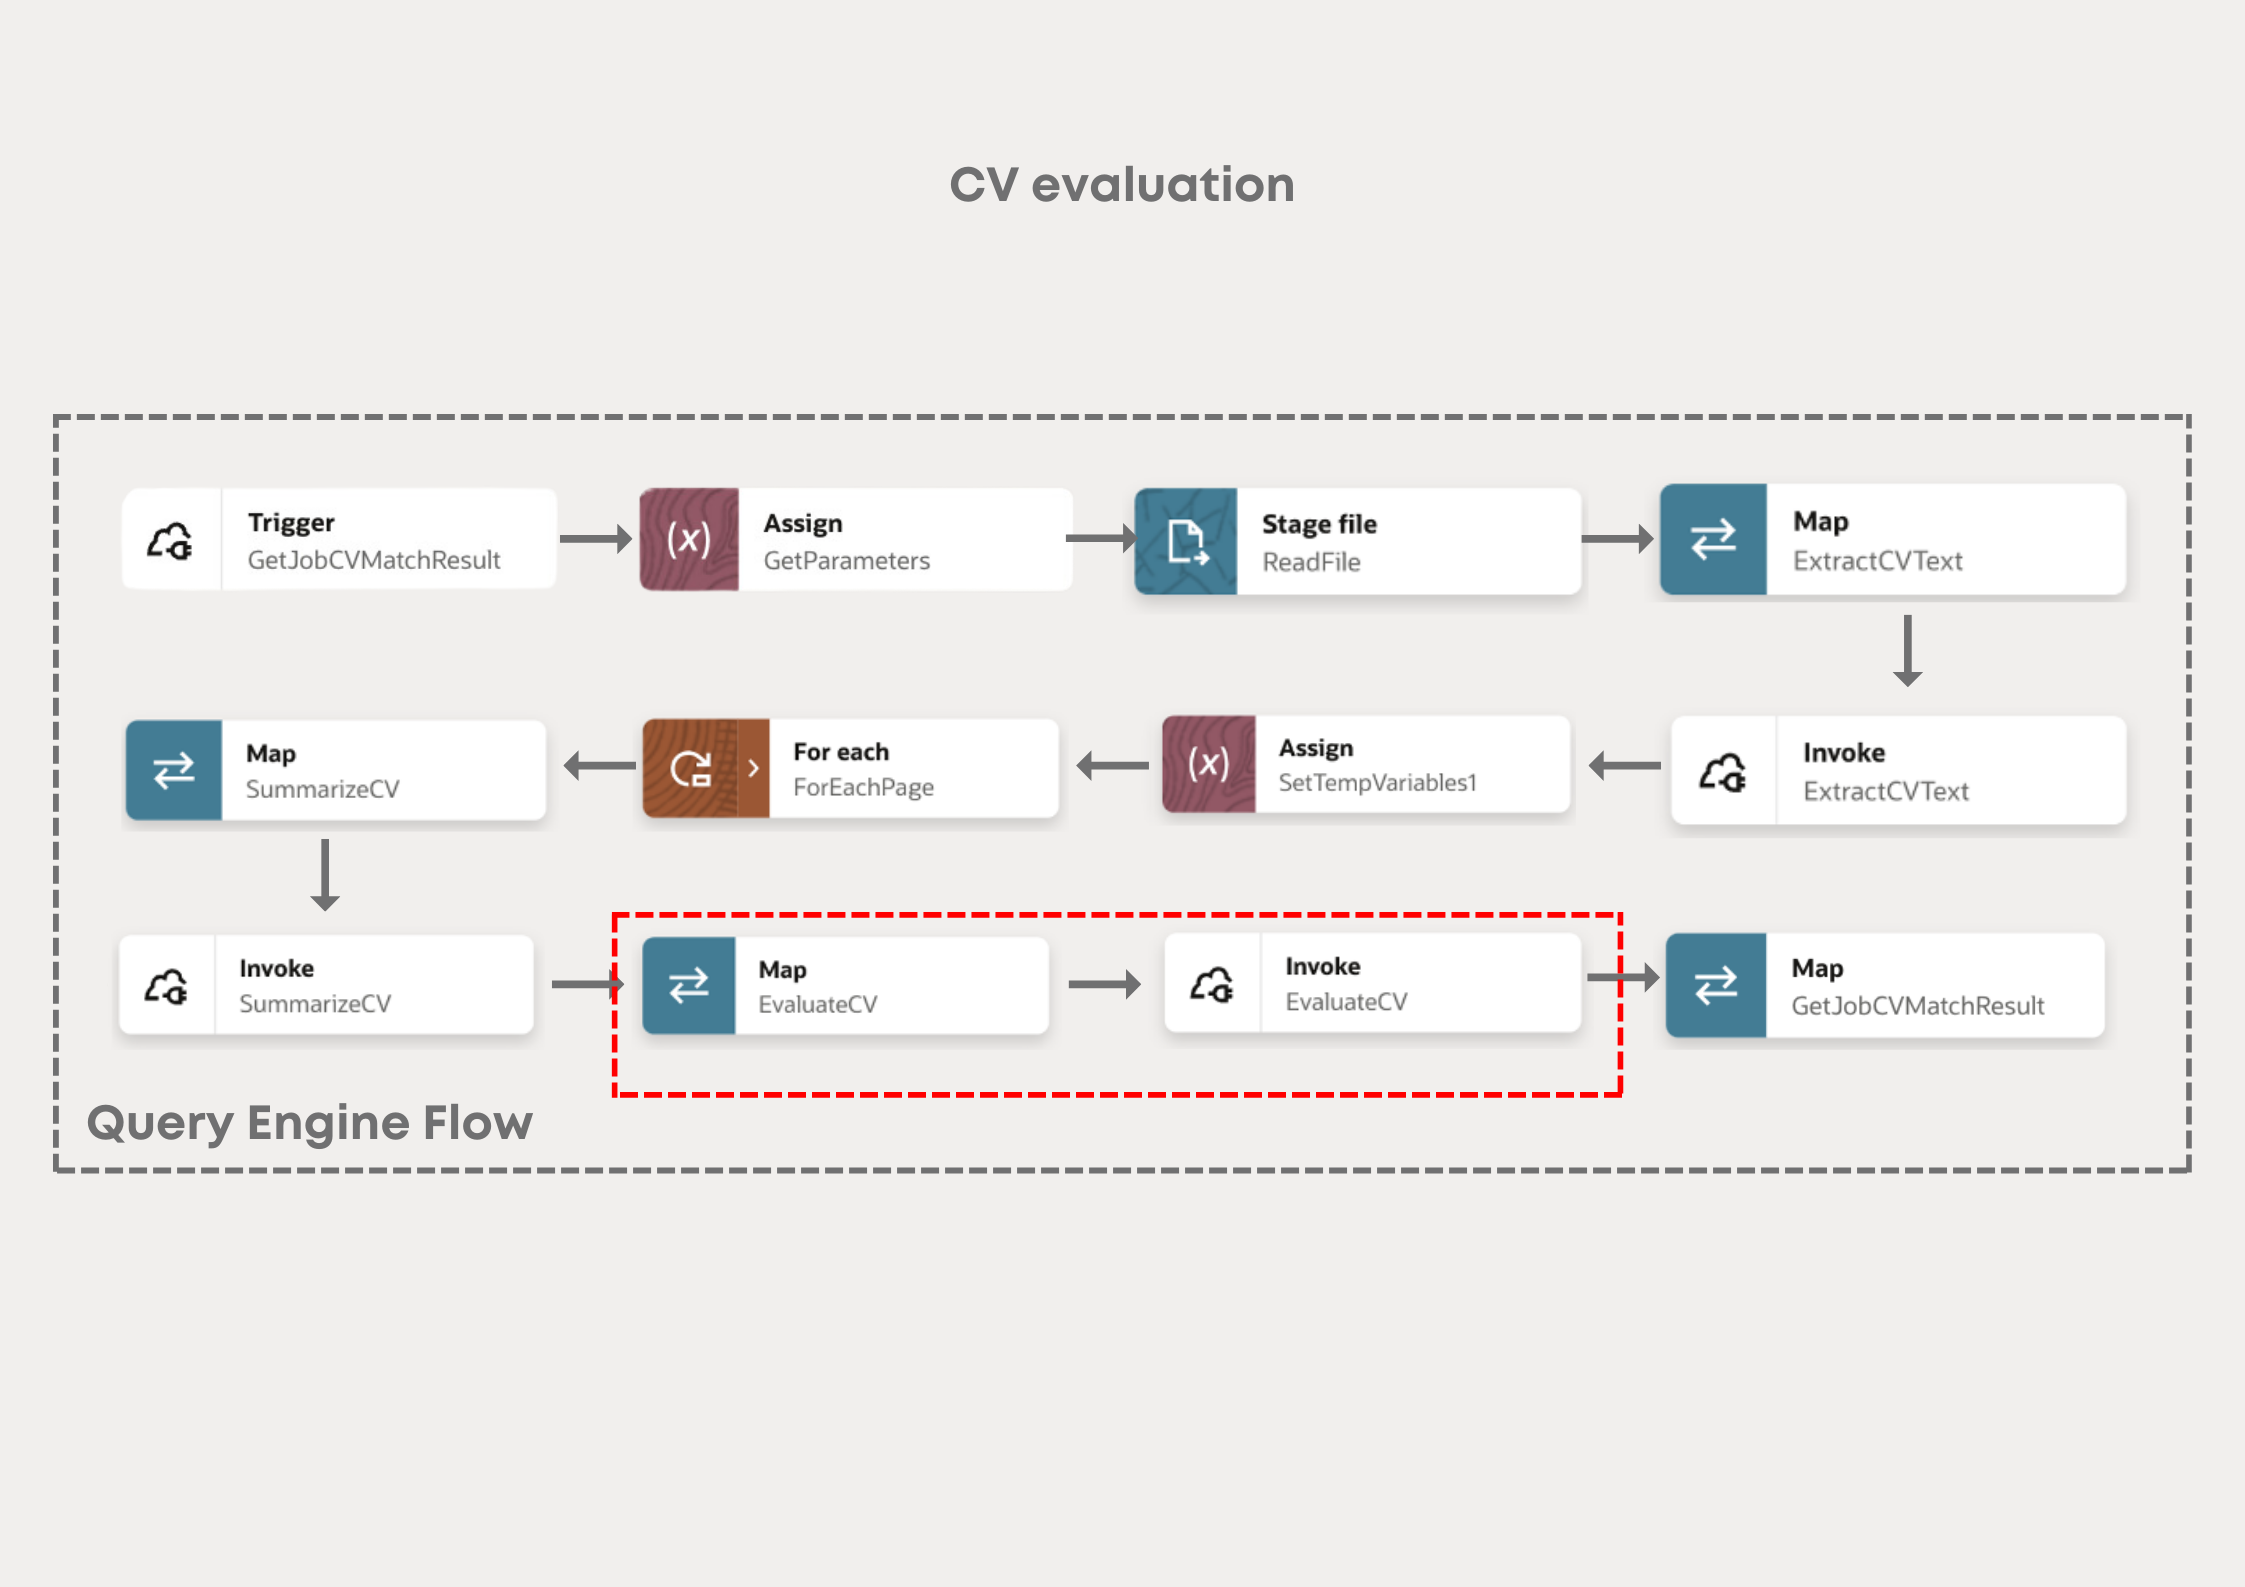 CV evaluation
Trigger
GetJobCVMatchResult
(x)
Assign
GetParameters
Stage file
ReadFile
Map
ExtractCVText
Map
SummarizeCV
For each
ForEachPage
(x)
Assign
SetTempVariables1
Invoke
ExtractCVText
Invoke
SummarizeCV
Map
EvaluateCV
Invoke
EvaluateCV
Map
GetJobCVMatchResult
Query Engine Flow